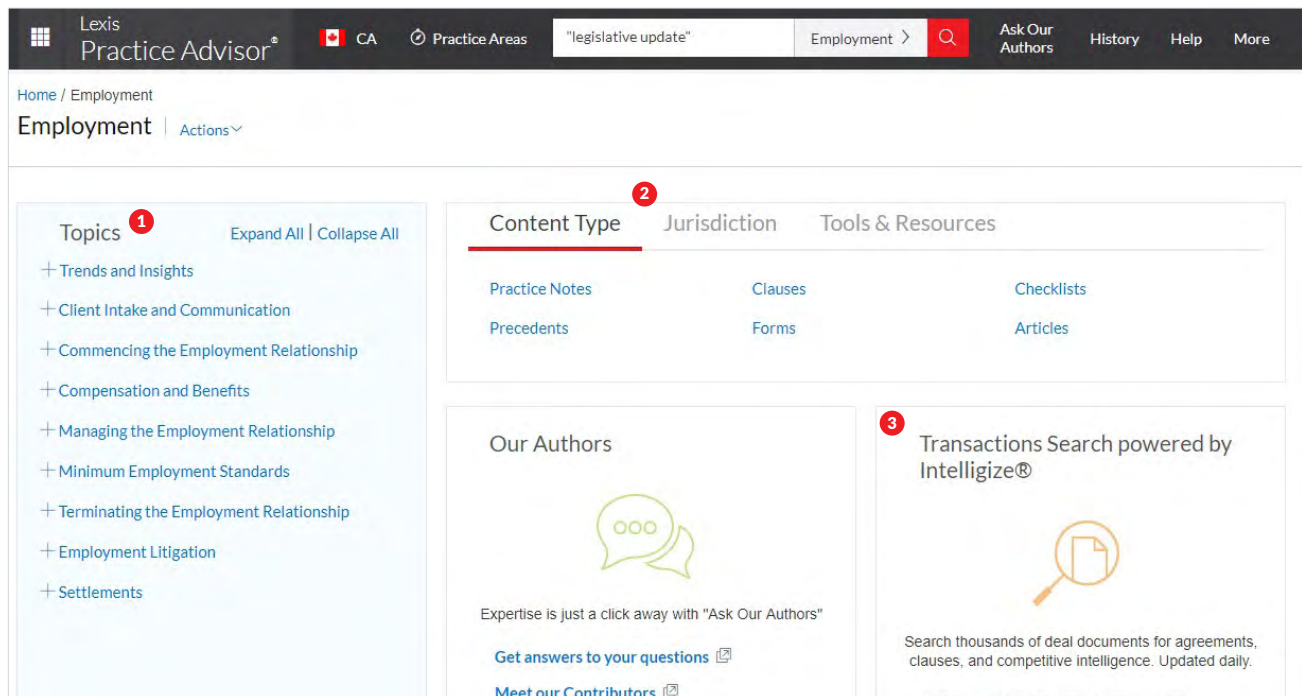 Lexis
Practice Advisor®
CA
Practice Areas
"legislative update"
Employment
Ask Our
Authors
History
Help
More
Home / Employment
Employment
Actions
1
Topics
Expand All | Collapse All
Trends and Insights
Client Intake and Communication
Commencing the Employment Relationship
Compensation and Benefits
Managing the Employment Relationship
Minimum Employment Standards
Terminating the Employment Relationship
Employment Litigation
Settlements
2
Content Type
Jurisdiction
Tools & Resources
Practice Notes
Clauses
Checklists
Precedents
Forms
Articles
Our Authors
Expertise is just a click away with "Ask Our Authors"
Get answers to your questions
Meet our Contributors
3
Transactions Search powered by
Intelligize®
Search thousands of deal documents for agreements,
clauses, and competitive intelligence. Updated daily.